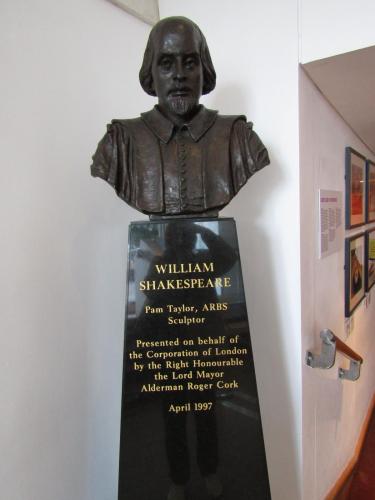 WILLIAM
SHAKESPEARE
Pam Taylor, ARBS
Sculptor
Presented on behalf of
the Corporation of London
by the Right Honourable
the Lord Mayor
Alderman Roger Cork
April 1997